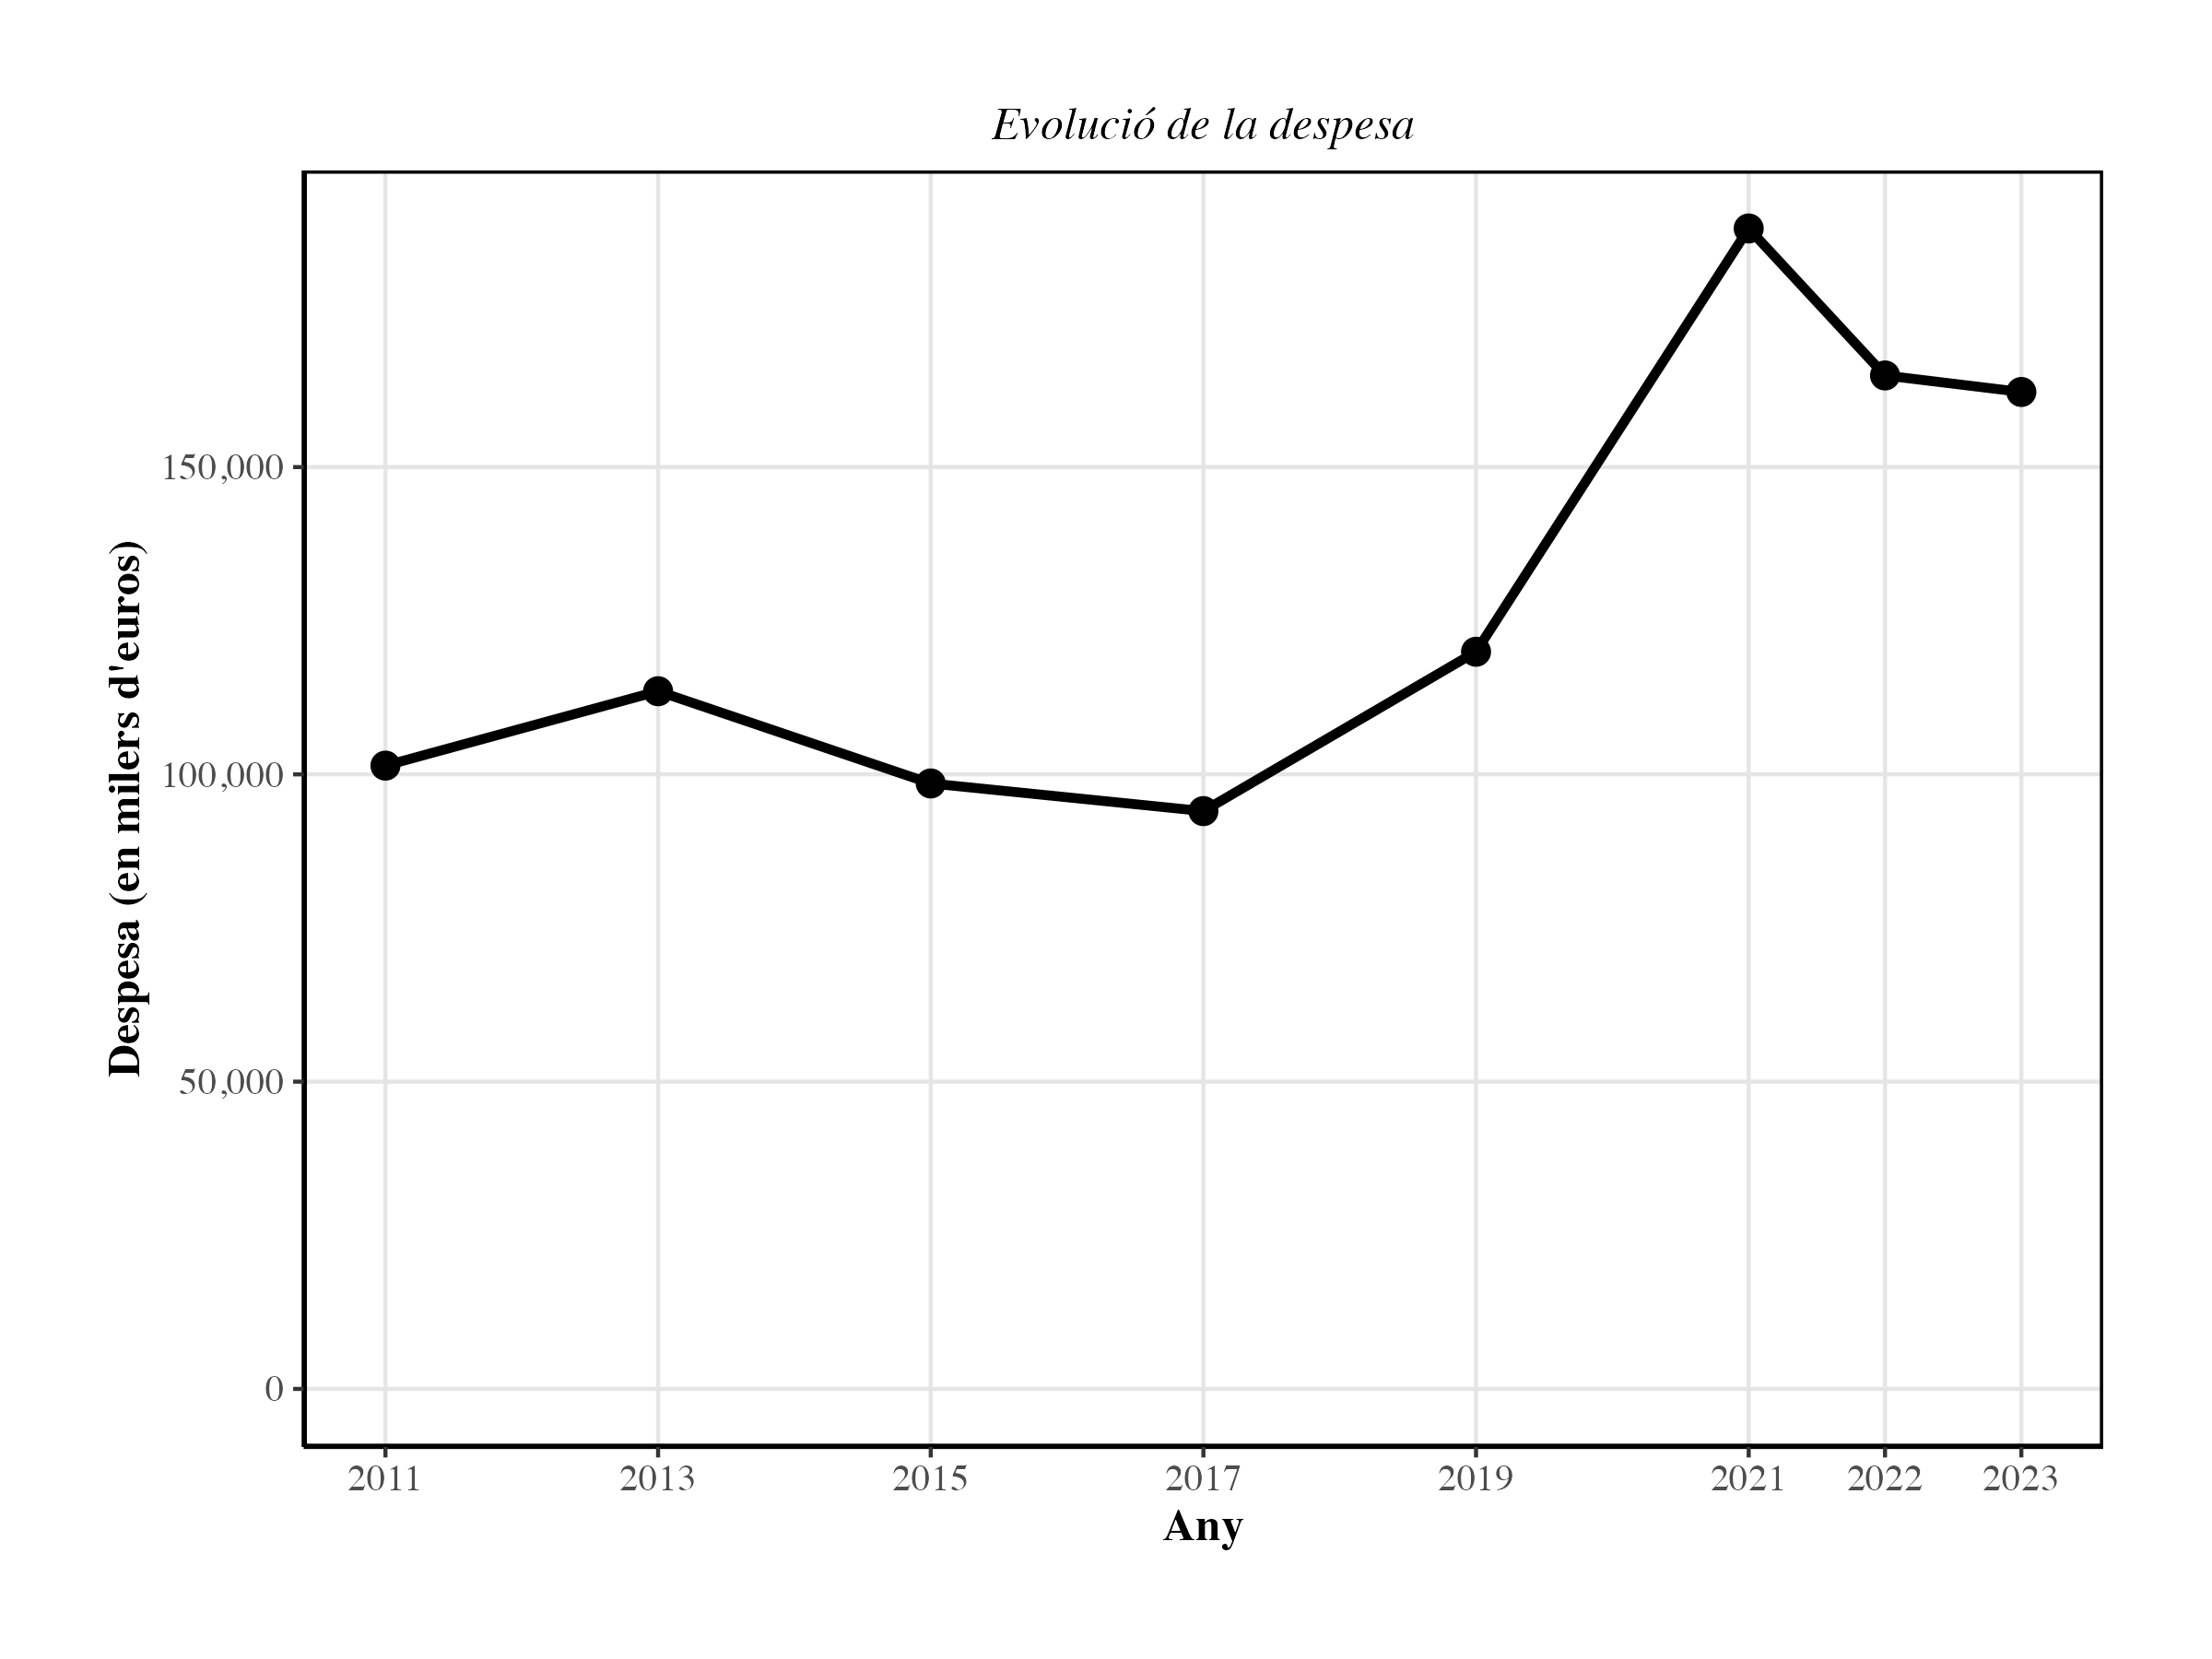 Evolució de la despesa
Despesa (en milers d'euros)
150,000
100,000
50,000
0
2011 2013 2015 2017 2019 2021 2022 2023
Any